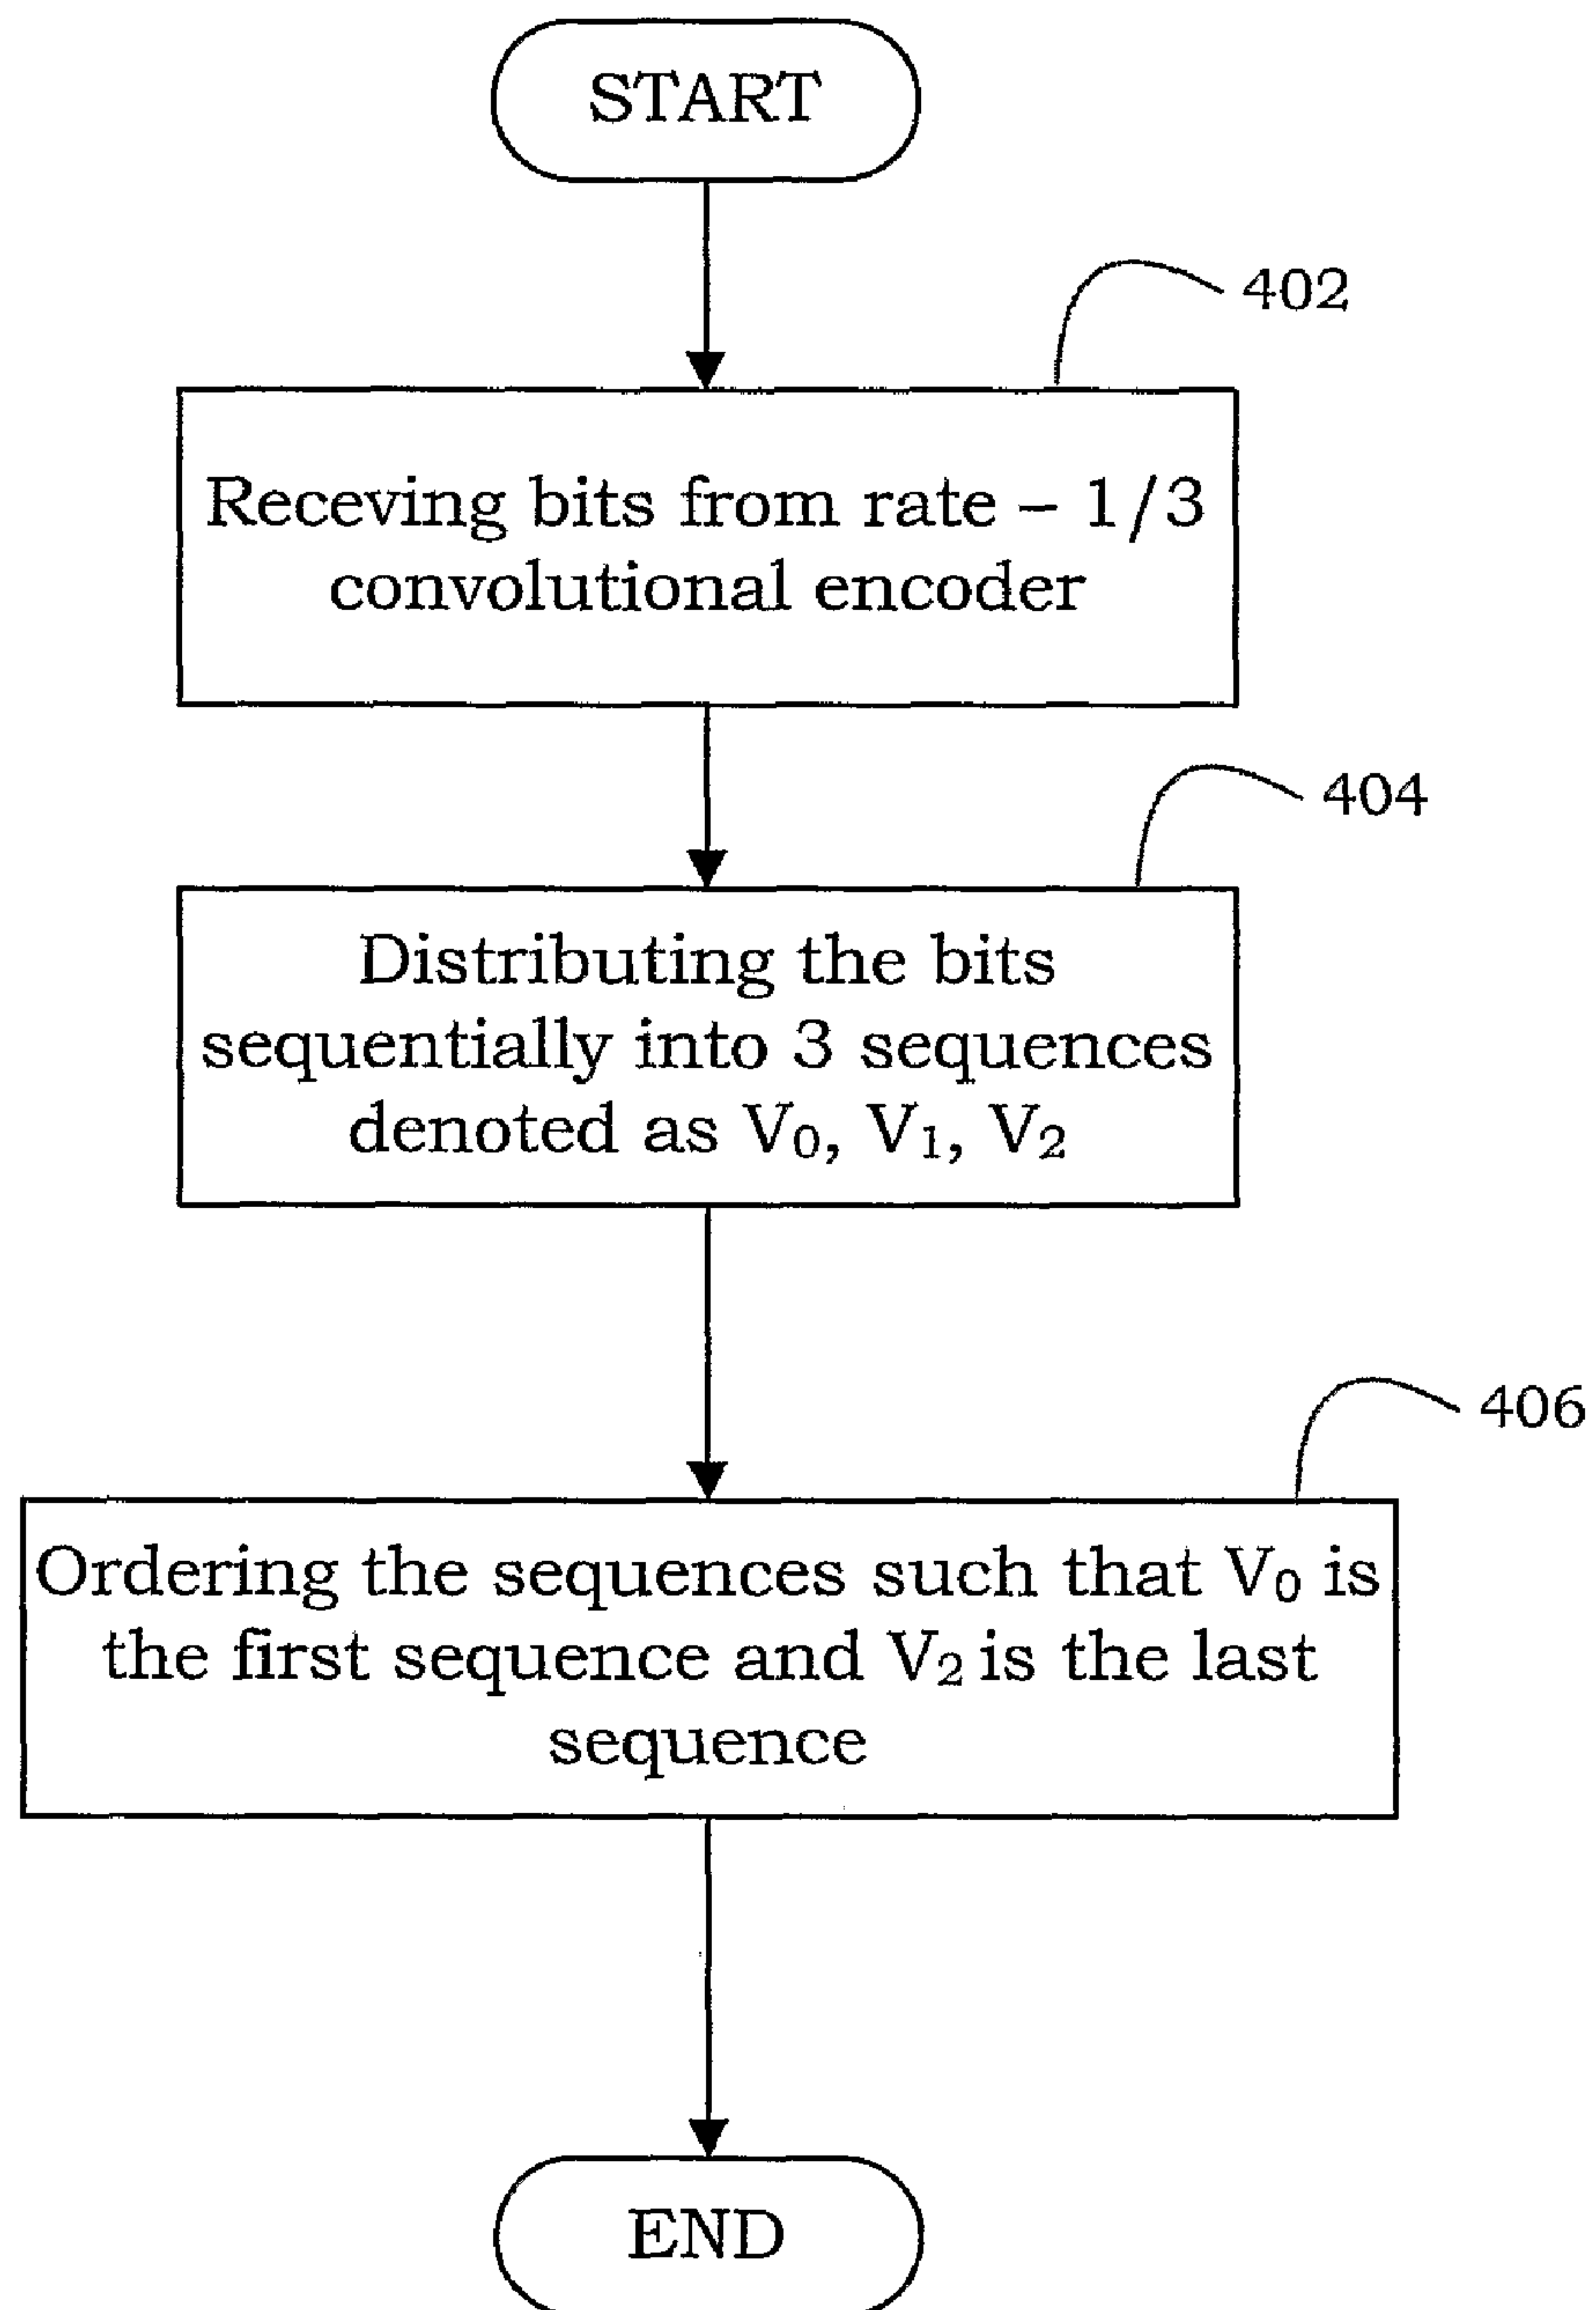 START
402
Receving bits from rate – 1/3
convolutional encoder
404
Distributing the bits
sequentially into 3 sequences
denoted as V₀, V₁, V₂
406
Ordering the sequences such that V₀ is
the first sequence and V₂ is the last
sequence
END